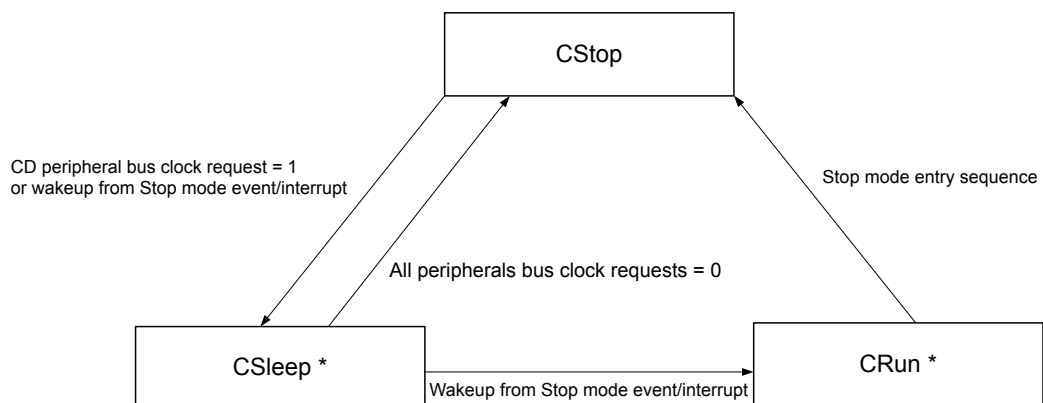 CStop
CD peripheral bus clock request = 1
or wakeup from Stop mode event/interrupt
Stop mode entry sequence
All peripherals bus clock requests = 0
CSleep *
CRun *
Wakeup from Stop mode event/interrupt